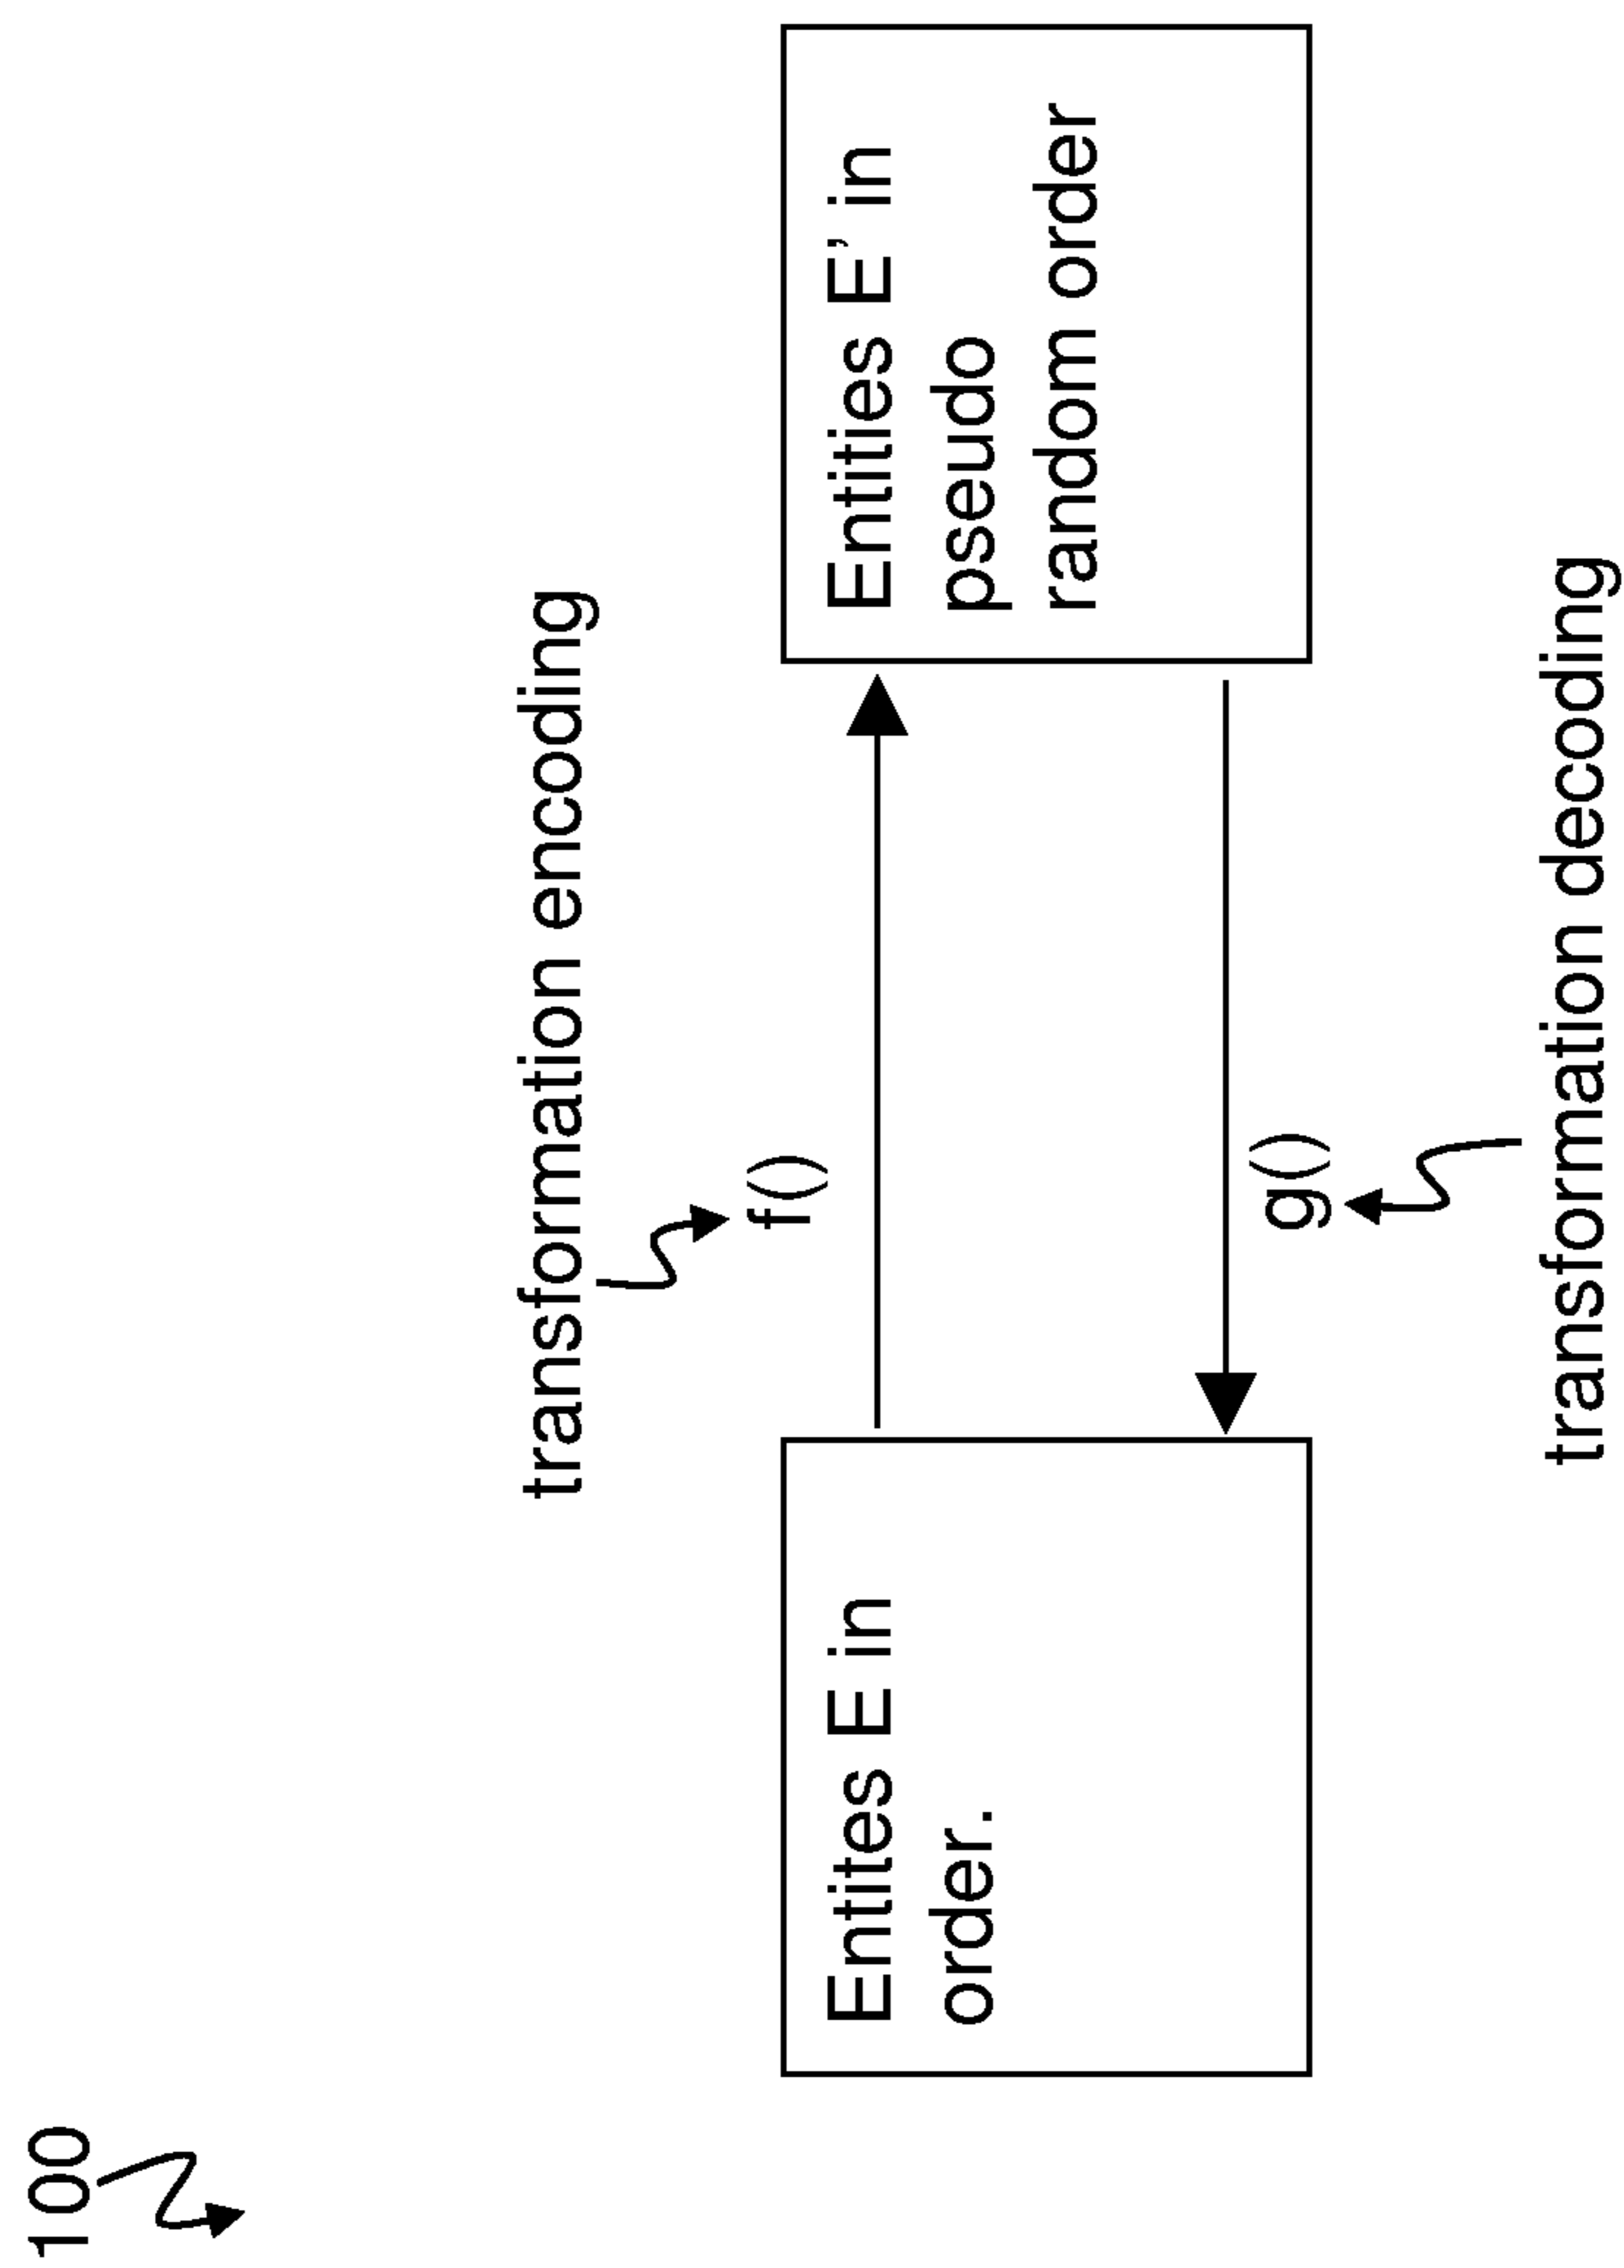 100
transformation encoding
f()
Entites E in
order.
Entities E’ in
pseudo
random order
g()
transformation decoding